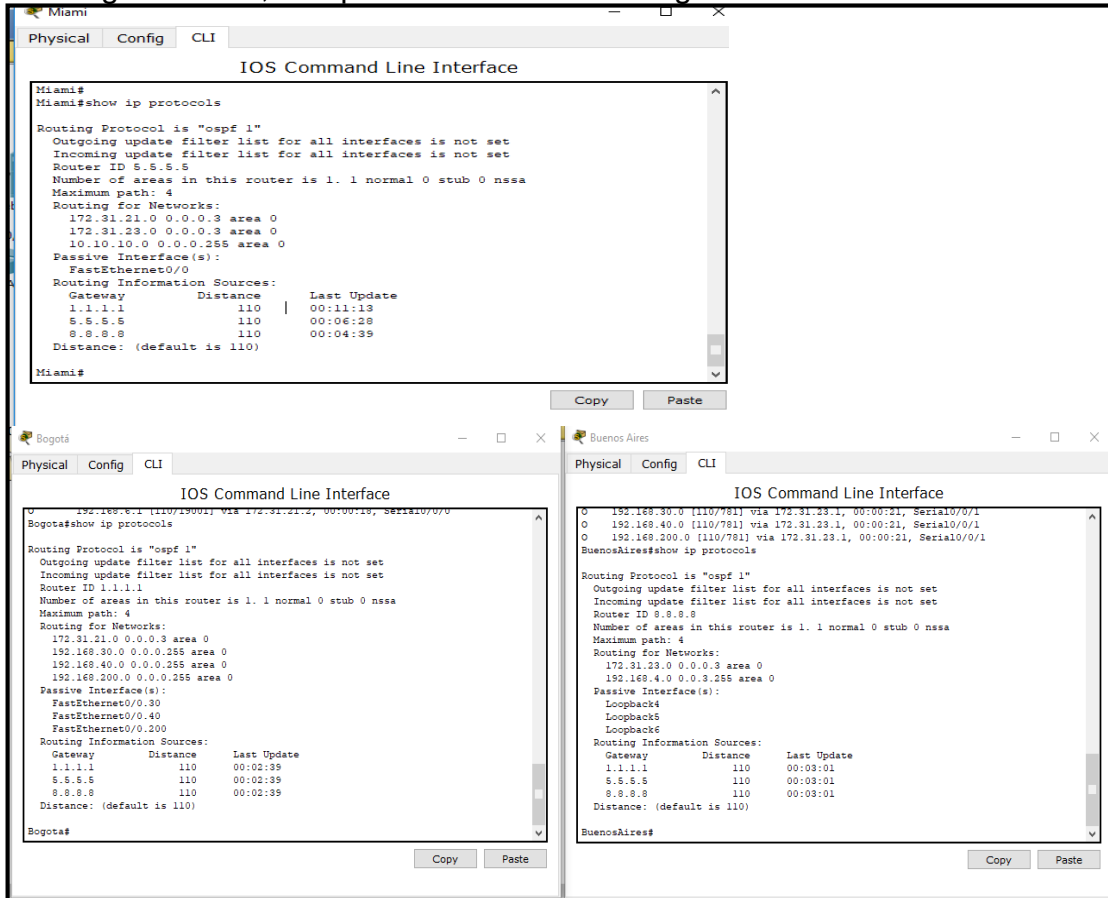 Miami
Physical Config CLI
IOS Command Line Interface
Miami#
Miami#show ip protocols
Routing Protocol is "ospf 1"
Outgoing update filter list for all interfaces is not set
Incoming update filter list for all interfaces is not set
Router ID 5.5.5.5
Number of areas in this router is 1. 1 normal 0 stub 0 nssa
Maximum path: 4
Routing for Networks:
172.31.21.0 0.0.0.3 area 0
172.31.23.0 0.0.0.3 area 0
10.10.10.0 0.0.0.255 area 0
Passive Interface(s):
FastEthernet0/0
Routing Information Sources:
Gateway Distance Last Update
1.1.1.1 110 00:11:13
5.5.5.5 110 00:06:28
8.8.8.8 110 00:04:39
Distance: (default is 110)
Miami#
Copy Paste
Bogotá
Physical Config CLI
IOS Command Line Interface
O 192.168.6.1 [110/19001] via 172.31.21.2, 00:00:18, Serial0/0/0
Bogota#show ip protocols
Routing Protocol is "ospf 1"
Outgoing update filter list for all interfaces is not set
Incoming update filter list for all interfaces is not set
Router ID 1.1.1.1
Number of areas in this router is 1. 1 normal 0 stub 0 nssa
Maximum path: 4
Routing for Networks:
172.31.21.0 0.0.0.3 area 0
192.168.30.0 0.0.0.255 area 0
192.168.40.0 0.0.0.255 area 0
192.168.200.0 0.0.0.255 area 0
Passive Interface(s):
FastEthernet0/0.30
FastEthernet0/0.40
FastEthernet0/0.200
Routing Information Sources:
Gateway Distance Last Update
1.1.1.1 110 00:02:39
5.5.5.5 110 00:02:39
8.8.8.8 110 00:02:39
Distance: (default is 110)
Bogota#
Copy Paste
Buenos Aires
Physical Config CLI
IOS Command Line Interface
O 192.168.30.0 [110/781] via 172.31.23.1, 00:00:21, Serial0/0/1
O 192.168.40.0 [110/781] via 172.31.23.1, 00:00:21, Serial0/0/1
O 192.168.200.0 [110/781] via 172.31.23.1, 00:00:21, Serial0/0/1
BuenosAires#show ip protocols
Routing Protocol is "ospf 1"
Outgoing update filter list for all interfaces is not set
Incoming update filter list for all interfaces is not set
Router ID 8.8.8.8
Number of areas in this router is 1. 1 normal 0 stub 0 nssa
Maximum path: 4
Routing for Networks:
172.31.23.0 0.0.0.3 area 0
192.168.4.0 0.0.3.255 area 0
Passive Interface(s):
Loopback4
Loopback5
Loopback6
Routing Information Sources:
Gateway Distance Last Update
1.1.1.1 110 00:03:01
5.5.5.5 110 00:03:01
8.8.8.8 110 00:03:01
Distance: (default is 110)
BuenosAires#
Copy Paste